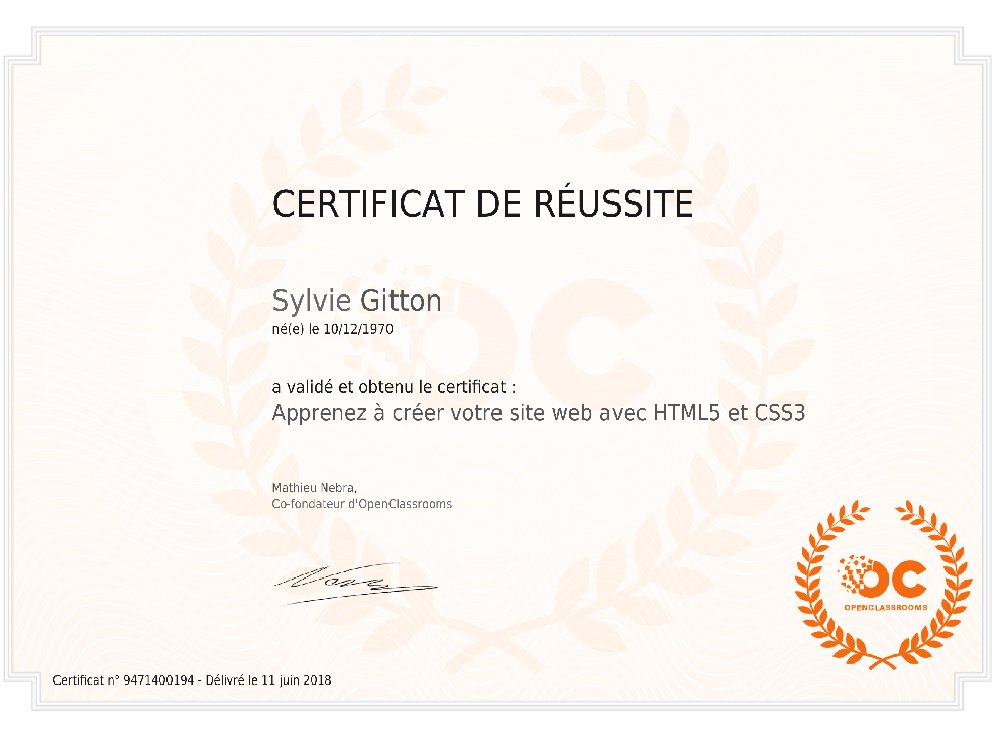 CERTIFICAT DE RÉUSSITE
Sylvie Gitton
né(e) le 10/12/1970
a validé et obtenu le certificat :
Apprenez à créer votre site web avec HTML5 et CSS3
Mathieu Nebra,
Co-fondateur d'OpenClassrooms
OC
OPENCLASSROOMS
Certificat n° 9471400194 - Délivré le 11 juin 2018